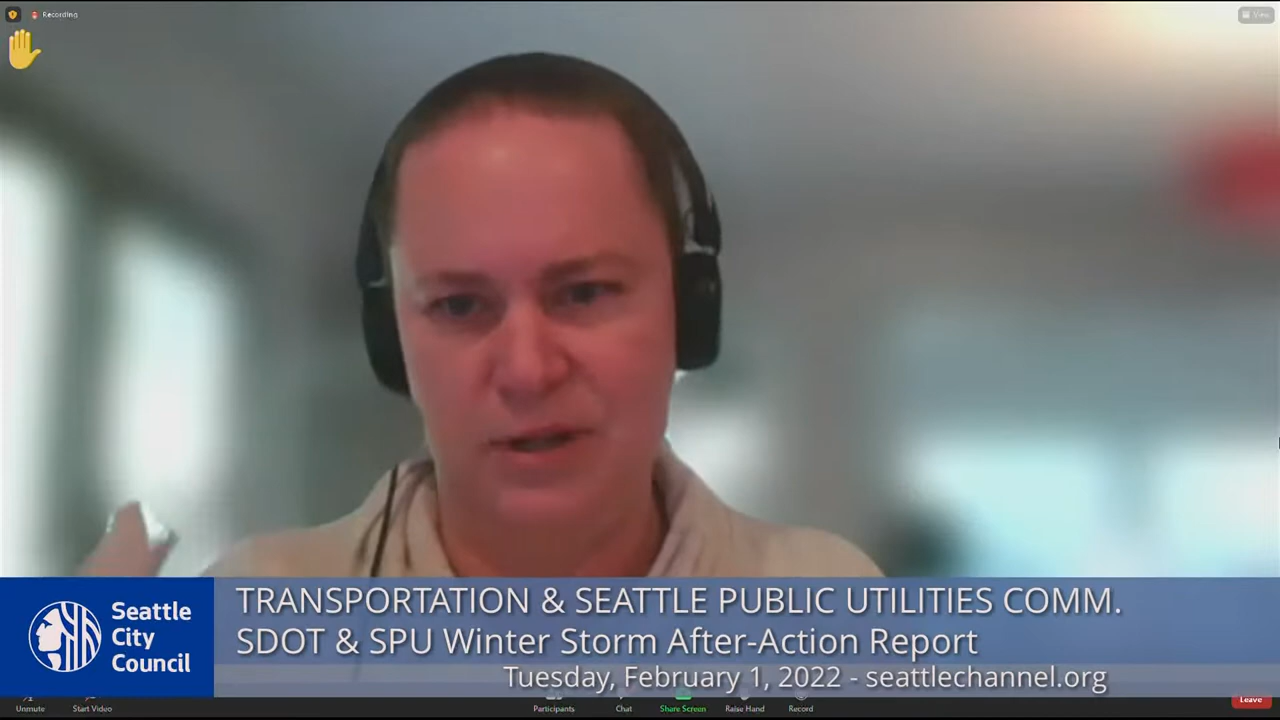 Recording
View
Seattle
City
Council
TRANSPORTATION & SEATTLE PUBLIC UTILITIES COMM.
SDOT & SPU Winter Storm After-Action Report
Tuesday, February 1, 2022 - seattlechannel.org
Unmute
Start Video
Participants
Chat
Share Screen
Raise Hand
Record
Leave